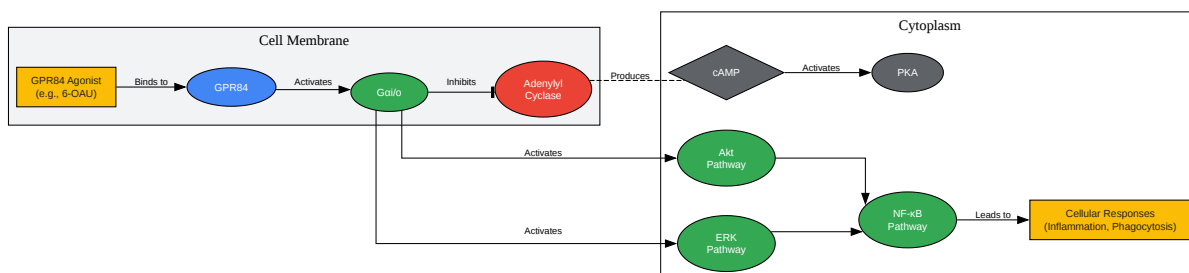 Cell Membrane
Cytoplasm
GPR84 Agonist
(e.g., 6-OAU)
Binds to
GPR84
Activates
Gαi/o
Inhibits
Adenylyl
Cyclase
Produces
cAMP
Activates
PKA
Activates
Akt
Pathway
Activates
ERK
Pathway
NF-κB
Pathway
Leads to
Cellular Responses
(Inflammation, Phagocytosis)